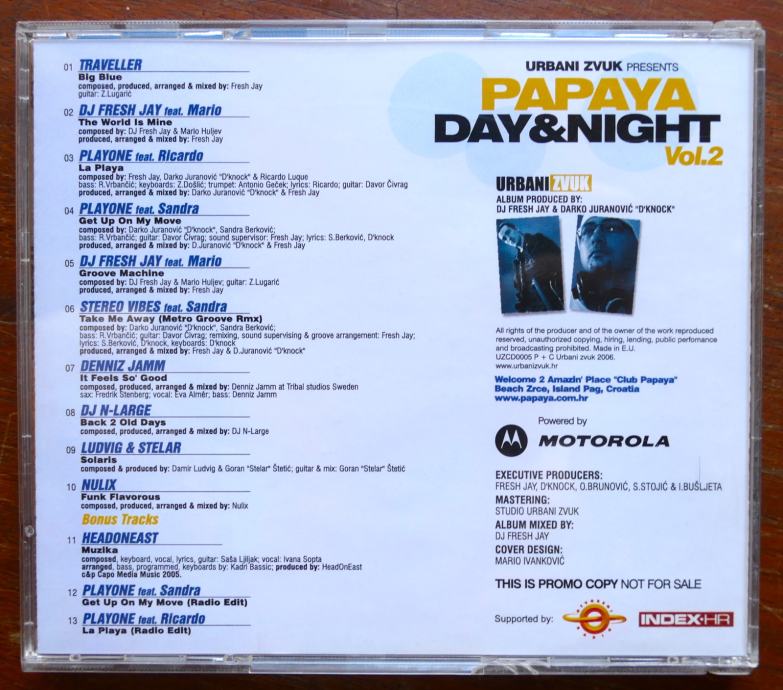 01 TRAVELLER
Big Blue
composed, produced, arranged & mixed by: Fresh Jay
guitar: Z.Lugarić
02 DJ FRESH JAY feat. Mario
The World Is Mine
composed by: DJ Fresh Jay & Mario Huljev
produced, arranged & mixed by: Fresh Jay
03 PLAYONE feat. Ricardo
La Playa
composed by: Fresh Jay, Darko Juranović "D'knock" & Ricardo Luque
bass: R.Vrbančić; keyboards: Z.Došlić; trumpet: Antonio Geček; lyrics: Ricardo; guitar: Davor Čivrag
produced, arranged & mixed by: Darko Juranović "D'knock" & Fresh Jay
04 PLAYONE feat. Sandra
Get Up On My Move
composed by: Darko Juranović "D'knock", Sandra Berković;
bass: R.Vrbančić; guitar: Davor Čivrag; sound supervisor: Fresh Jay; lyrics: S.Berković, D'knock
produced, arranged & mixed by: D.Juranović "D'knock" & Fresh Jay
05 DJ FRESH JAY feat. Mario
Groove Machine
composed by: DJ Fresh Jay & Mario Huljev; guitar: Z.Lugarić
produced, arranged & mixed by: Fresh Jay
06 STEREO VIBES feat. Sandra
Take Me Away (Metro Groove Rmx)
composed by: Darko Juranović "D'knock", Sandra Berković;
bass: R.Vrbančić; guitar: Davor Čivrag; remixing, sound supervising & groove arrangement: Fresh Jay;
lyrics: S.Berković, D'knock, keyboards: D'knock
produced, arranged & mixed by: Fresh Jay & D.Juranović "D'knock"
07 DENNIZ JAMM
It Feels So' Good
composed, produced, arranged & mixed by: Denniz Jamm at Tribal studios Sweden
sax: Fredrik Stenberg; vocal: Eva Almér; bass: Denniz Jamm
08 DJ N-LARGE
Back 2 Old Days
composed, produced, arranged & mixed by: DJ N-Large
09 LUDVIG & STELAR
Solaris
composed & produced by: Damir Ludvig & Goran "Stelar" Štetić; guitar & mix: Goran "Stelar" Štetić
10 NULIX
Funk Flavorous
composed, produced, arranged & mixed by: Nulix
Bonus Tracks
11 HEADONEAST
Muzika
composed, keyboard, vocal, lyrics, guitar: Saša Ljiljak; vocal: Ivana Sopta
arranged, bass, programmed, keyboards by: Kadri Bassic; produced by: HeadOnEast
c&p Capo Media Music 2005.
12 PLAYONE feat. Sandra
Get Up On My Move (Radio Edit)
13 PLAYONE feat. Ricardo
La Playa (Radio Edit)
URBANI ZVUK PRESENTS
PAPAYA
DAY&NIGHT
Vol.2
URBANI ZVUK
ALBUM PRODUCED BY:
DJ FRESH JAY & DARKO JURANOVIĆ "D'KNOCK"
All rights of the producer and of the owner of the work reproduced
reserved, unauthorized copying, hiring, lending, public perfomance
and broadcasting prohibited. Made in E.U.
UZCD0005 P + C Urbani zvuk 2006.
www.urbanizvuk.hr
Welcome 2 Amazin' Place "Club Papaya"
Beach Zrce, Island Pag, Croatia
www.papaya.com.hr
Powered by
MOTOROLA
EXECUTIVE PRODUCERS:
FRESH JAY, D'KNOCK, O.BRUNOVIĆ, S.STOJIĆ & I.BUŠLJETA
MASTERING:
STUDIO URBANI ZVUK
ALBUM MIXED BY:
DJ FRESH JAY
COVER DESIGN:
MARIO IVANKOVIĆ
THIS IS PROMO COPY NOT FOR SALE
Supported by:
INDEX.HR